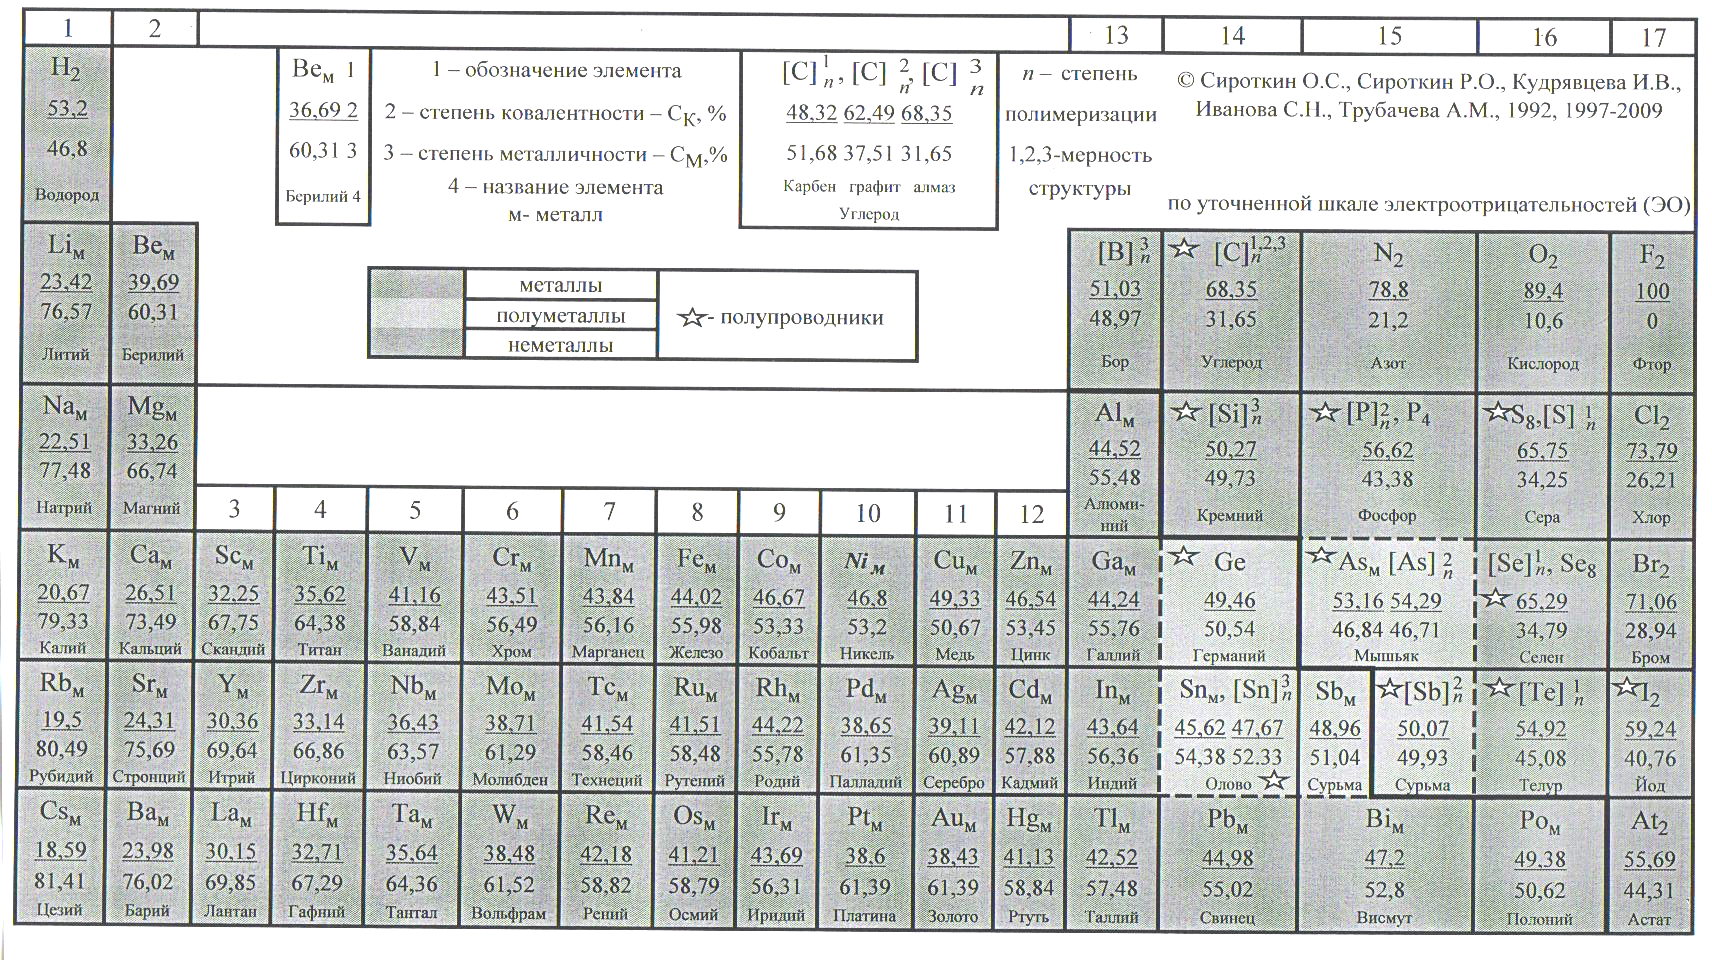 1 2 13 14 15 16 17
H2
53,2
46,8
Водород
Beм 1
36,69 2
60,31 3
Берилий 4
1 – обозначение элемента
2 – степень ковалентности – CК, %
3 – степень металличности – CМ,%
4 – название элемента
м- металл
[C] 1 n, [C] 2 n, [C] 3 n
48,32 62,49 68,35
51,68 37,51 31,65
Карбен графит алмаз
Углерод
n – степень
полимеризации
1,2,3-мерность
структуры
© Сироткин О.С., Сироткин Р.О., Кудрявцева И.В.,
Иванова С.Н., Трубачева А.М., 1992, 1997-2009
по уточненной шкале электроотрицательностей (ЭО)
металлы
полуметаллы
неметаллы
☆- полупроводники
Liм Beм [B] 3 n ☆ [C] 1,2,3 n N2 O2 F2
23,42 39,69 51,03 68,35 78,8 89,4 100
76,57 60,31 48,97 31,65 21,2 10,6 0
Литий Берилий Бор Углерод Азот Кислород Фтор
Naм Mgм Alм ☆ [Si] 3 n ☆ [P] 2 n, P4 ☆S8,[S] 1 n Cl2
22,51 33,26 44,52 50,27 56,62 65,75 73,79
77,48 66,74 55,48 49,73 43,38 34,25 26,21
Натрий Магний Алюми-
ний Кремний Фосфор Сера Хлор
3 4 5 6 7 8 9 10 11 12
Kм Caм Scм Tiм Vм Crм Mnм Feм Coм Niм Cuм Znм Gaм ☆ Ge ☆ Asм [As] 2 n [Se] 1 n, Se8 Br2
20,67 26,51 32,25 35,62 41,16 43,51 43,84 44,02 46,67 46,8 49,33 46,54 44,24 49,46 53,16 54,29 ☆ 65,29 71,06
79,33 73,49 67,75 64,38 58,84 56,49 56,16 55,98 53,33 53,2 50,67 53,45 55,76 50,54 46,84 46,71 34,79 28,94
Калий Кальций Скандий Титан Ванадий Хром Марганец Железо Кобальт Никель Медь Цинк Галлий Германий Мышьяк Селен Бром
Rbм Srм Yм Zrм Nbм Moм Tcм Ruм Rhм Pdм Agм Cdм Inм Snм, [Sn] 3 n Sbм ☆[Sb] 2 n ☆[Te] 1 n ☆I2
19,5 24,31 30,36 33,14 36,43 38,71 41,54 41,51 44,22 38,65 39,11 42,12 43,64 45,62 47,67 48,96 50,07 54,92 59,24
80,49 75,69 69,64 66,86 63,57 61,29 58,46 58,48 55,78 61,35 60,89 57,88 56,36 54,38 52.33 51,04 49,93 45,08 40,76
Рубидий Стронций Итрий Цирконий Ниобий Молибден Технеций Рутений Родий Палладий Серебро Кадмий Индий Олово ☆ Сурьма Сурьма Телур Йод
Csм Baм Laм Hfм Taм Wм Reм Osм Irм Ptм Auм Hgм Tlм Pbм Biм Poм At2
18,59 23,98 30,15 32,71 35,64 38,48 42,18 41,21 43,69 38,6 38,43 41,13 42,52 44,98 47,2 49,38 55,69
81,41 76,02 69,85 67,29 64,36 61,52 58,82 58,79 56,31 61,39 61,39 58,84 57,48 55,02 52,8 50,62 44,31
Цезий Барий Лантан Гафний Тантал Вольфрам Рений Осмий Иридий Платина Золото Ртуть Таллий Свинец Висмут Полоний Астат